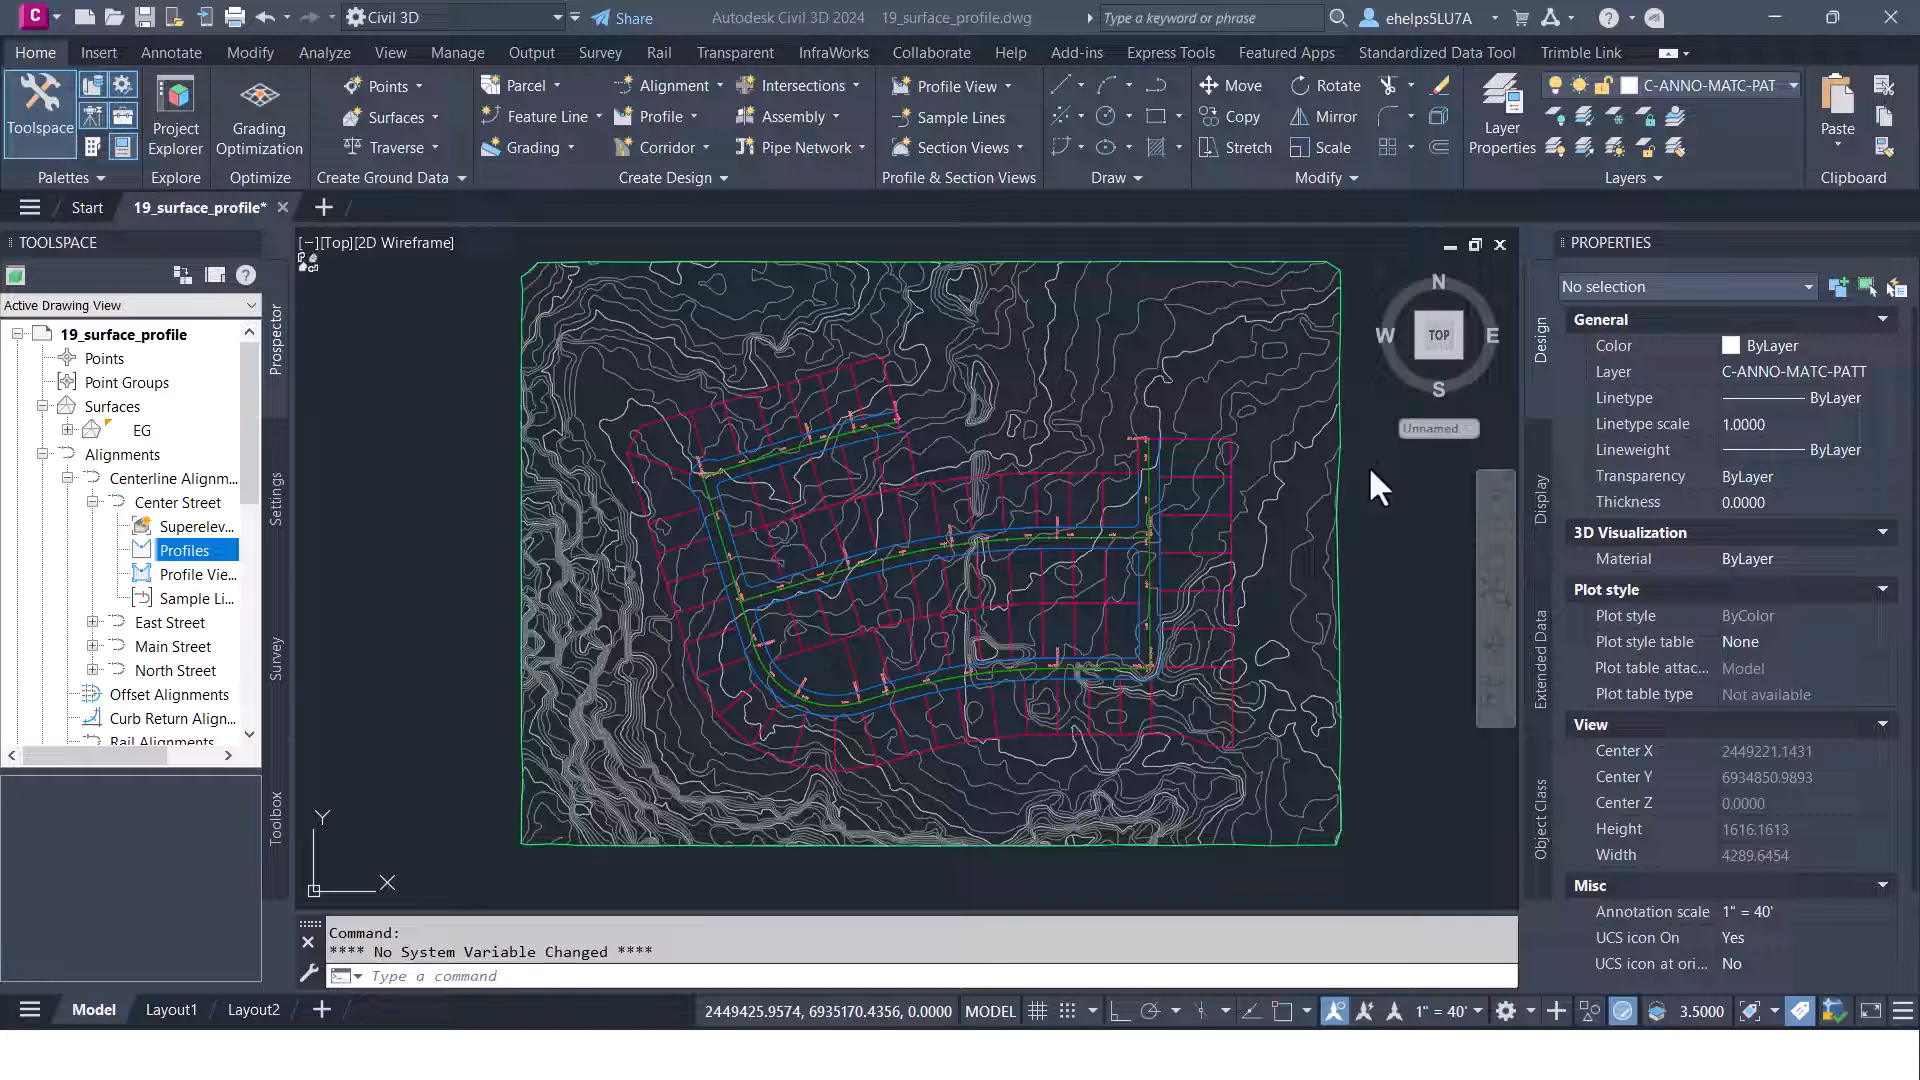 C
Civil 3D
Share
Autodesk Civil 3D 2024 19_surface_profile.dwg
Type a keyword or phrase
ehelps5LU7A
Home Insert Annotate Modify Analyze View Manage Output Survey Rail Transparent InfraWorks Collaborate Help Add-ins Express Tools Featured Apps Standardized Data Tool Trimble Link
Toolspace
Project Explorer
Grading Optimization
Points
Surfaces
Traverse
Parcel
Feature Line
Grading
Alignment
Profile
Corridor
Intersections
Assembly
Pipe Network
Profile View
Sample Lines
Section Views
Move
Copy
Stretch
Rotate
Mirror
Scale
Layer Properties
C-ANNO-MATC-PAT
Paste
Palettes Explore Optimize Create Ground Data Create Design Profile & Section Views Draw Modify Layers Clipboard
Start 19_surface_profile*
TOOLSPACE
Active Drawing View
19_surface_profile
Points
Point Groups
Surfaces
EG
Alignments
Centerline Alignm...
Center Street
Superelev...
Profiles
Profile Vie...
Sample Li...
East Street
Main Street
North Street
Offset Alignments
Curb Return Align...
Rail Alignments
Prospector
Settings
Survey
Toolbox
[−][Top][2D Wireframe]
N
W TOP E
S
Unnamed
Y
X
Command:
**** No System Variable Changed ****
Type a command
PROPERTIES
No selection
Design
Display
Extended Data
Object Class
General
Color ByLayer
Layer C-ANNO-MATC-PATT
Linetype ByLayer
Linetype scale 1.0000
Lineweight ByLayer
Transparency ByLayer
Thickness 0.0000
3D Visualization
Material ByLayer
Plot style
Plot style ByColor
Plot style table None
Plot table attac... Model
Plot table type Not available
View
Center X 2449221.1431
Center Y 6934850.9893
Center Z 0.0000
Height 1616.1613
Width 4289.6454
Misc
Annotation scale 1" = 40'
UCS icon On Yes
UCS icon at ori... No
Model Layout1 Layout2
2449425.9574, 6935170.4356, 0.0000 MODEL
1" = 40'
3.5000